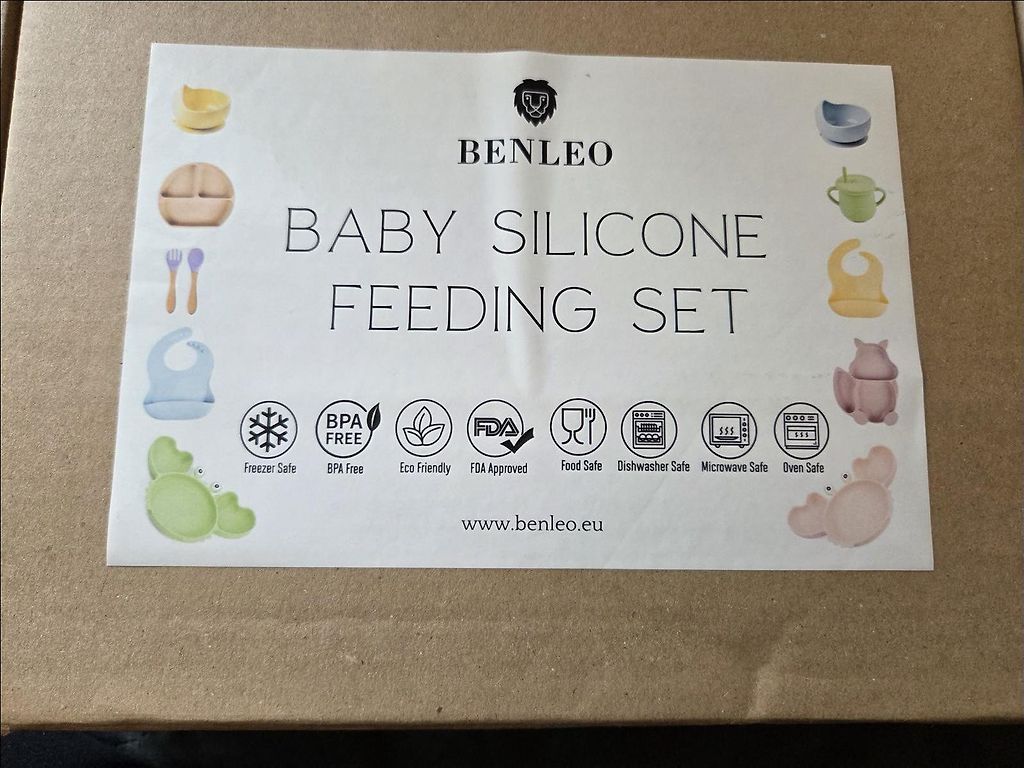 BENLEO
BABY SILICONE
FEEDING SET
BPA
FREE
FDA
Freezer Safe
BPA Free
Eco Friendly
FDA Approved
Food Safe
Dishwasher Safe
Microwave Safe
Oven Safe
www.benleo.eu